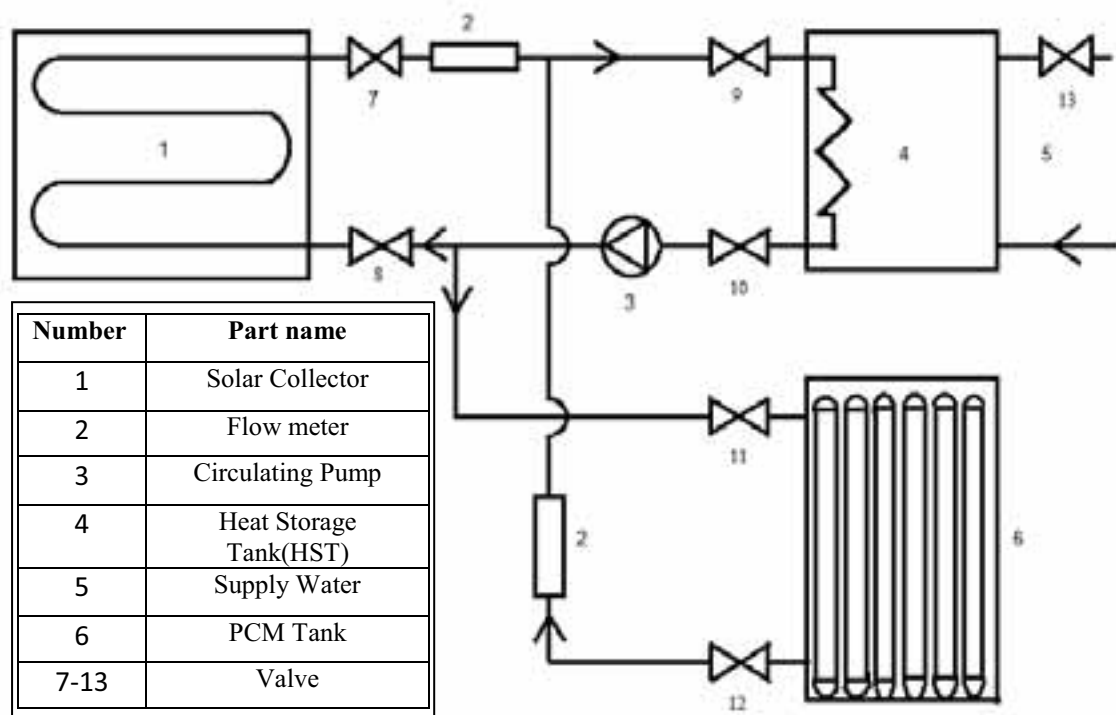 2
7
9
13
1
4
5
8
3
10
Number Part name
1 Solar Collector
2 Flow meter
3 Circulating Pump
4 Heat Storage
Tank(HST)
5 Supply Water
6 PCM Tank
7-13 Valve
11
2
6
12